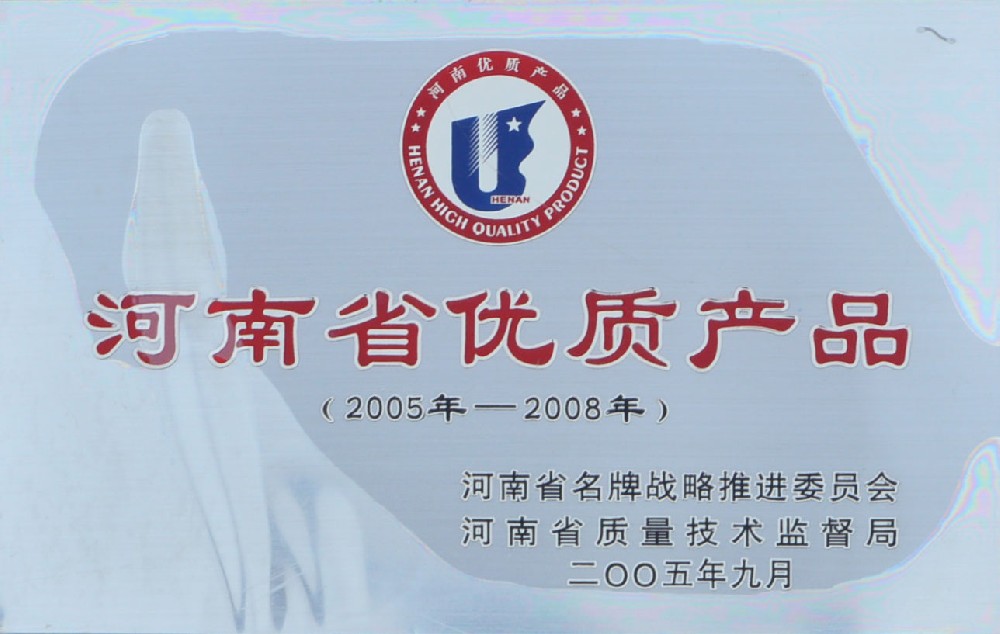 河南优质产品
HENAN HIGH QUALITY PRODUCT
HENAN
河南省优质产品
（2005年—2008年）
河南省名牌战略推进委员会
河南省质量技术监督局
二〇〇五年九月